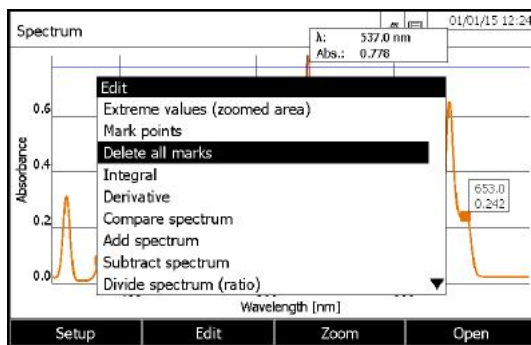 Spectrum
01/01/15 12:24
λ: 537.0 nm
Abs.: 0.778
Edit
Extreme values (zoomed area)
Mark points
Delete all marks
Integral
Derivative
Compare spectrum
Add spectrum
Subtract spectrum
Divide spectrum (ratio)
0.6
0.4
0.2
0.0
Absorbance
653.0
0.242
Wavelength [nm]
Setup Edit Zoom Open